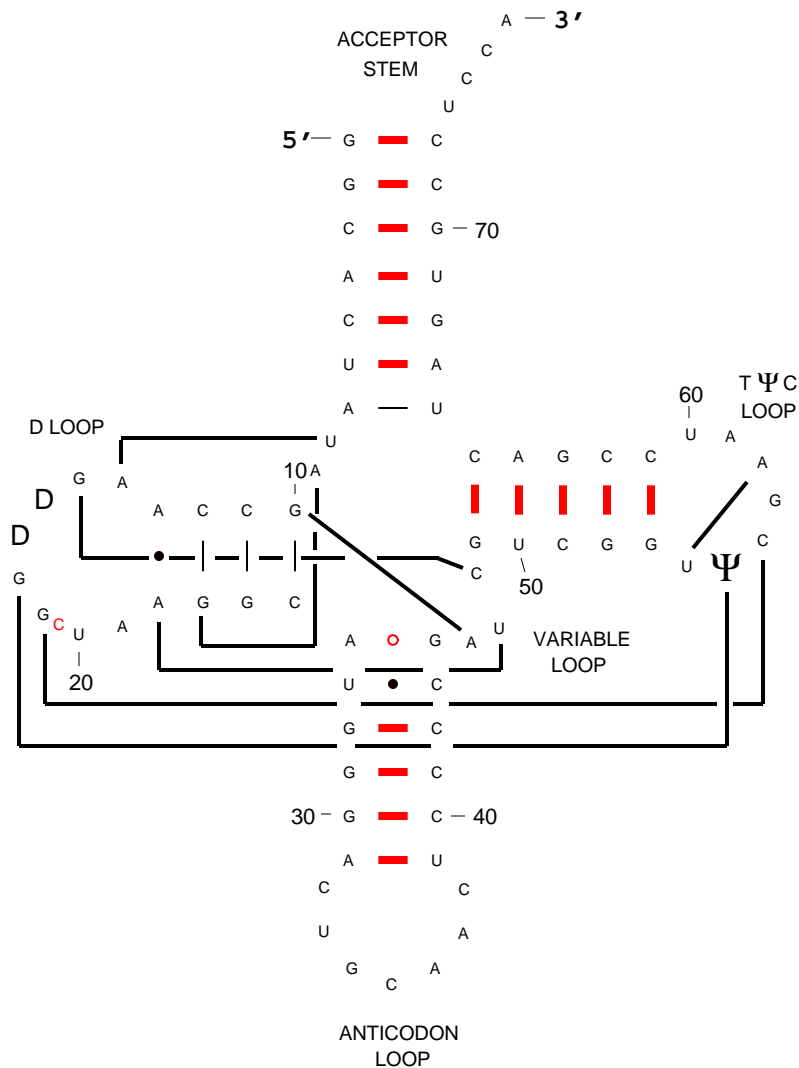 A — 3′
ACCEPTOR
STEM
C
C
U
5′ — G C
G C
C G — 70
A U
C G
U A
A U
T Ψ C
LOOP
60
D LOOP
U
U A
10 A
C A G C C
A
G A
D
A C C G
G
D
G U C G G
C
U Ψ
C
50
G
G C U A A G G C
20
A G A U
VARIABLE
LOOP
U C
G C
G C
30 — G C — 40
A U
C C
U A
G A
C
ANTICODON
LOOP